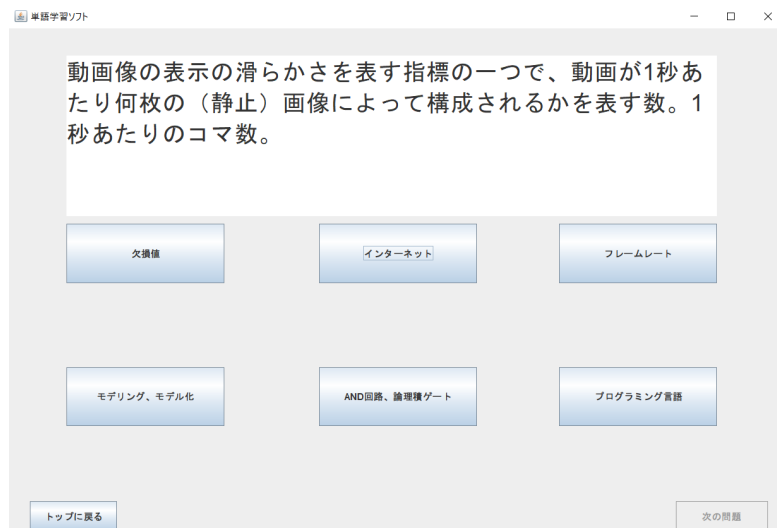 単語学習ソフト
動画像の表示の滑らかさを表す指標の一つで、動画が1秒あ
たり何枚の（静止）画像によって構成されるかを表す数。1
秒あたりのコマ数。
欠損値
インターネット
フレームレート
モデリング、モデル化
AND回路、論理積ゲート
プログラミング言語
トップに戻る
次の問題